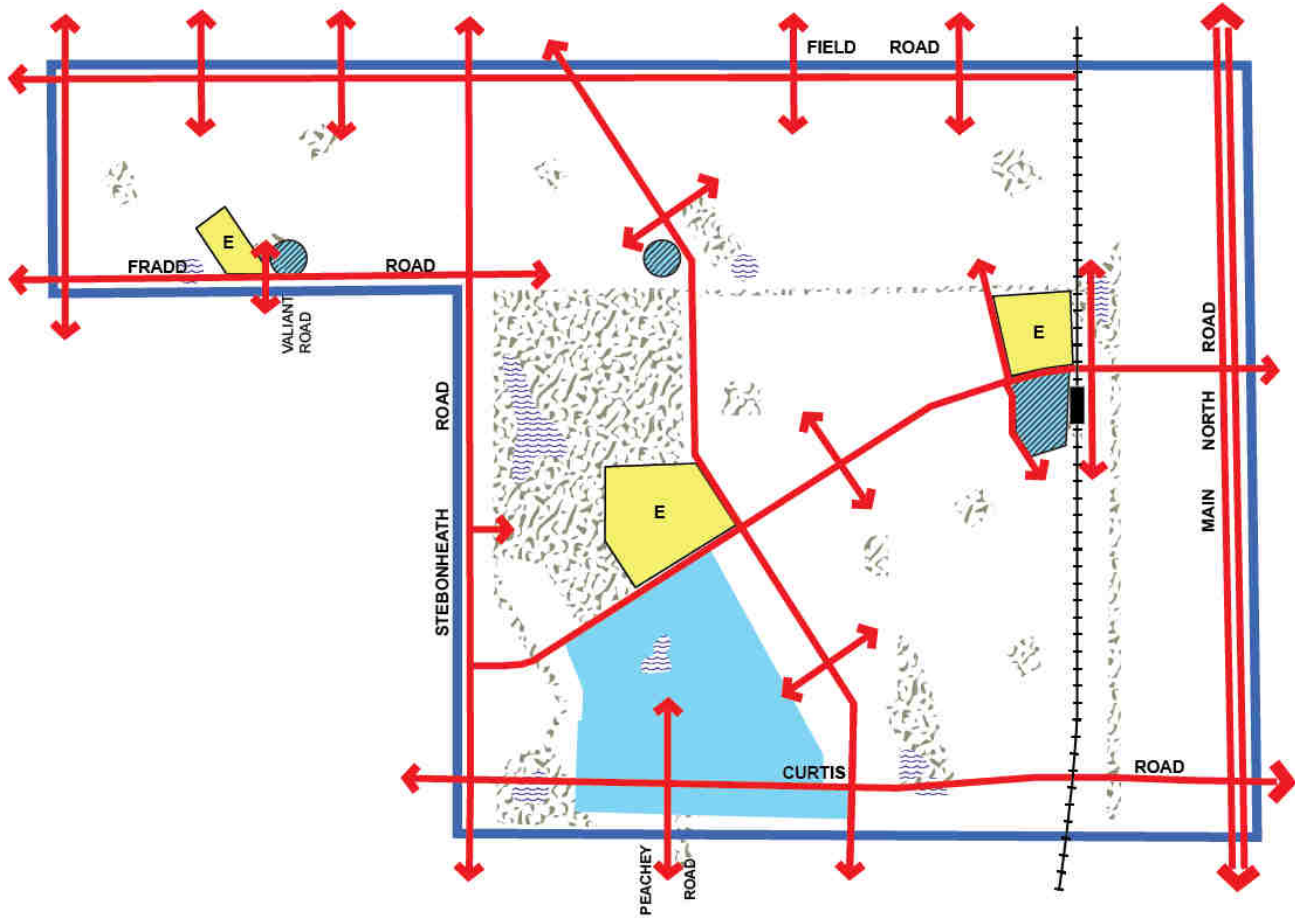 FIELD ROAD
E
FRADD ROAD
VALIANT
ROAD
E
STEBONHEATH ROAD
MAIN NORTH ROAD
E
CURTIS ROAD
PEACHEY
ROAD